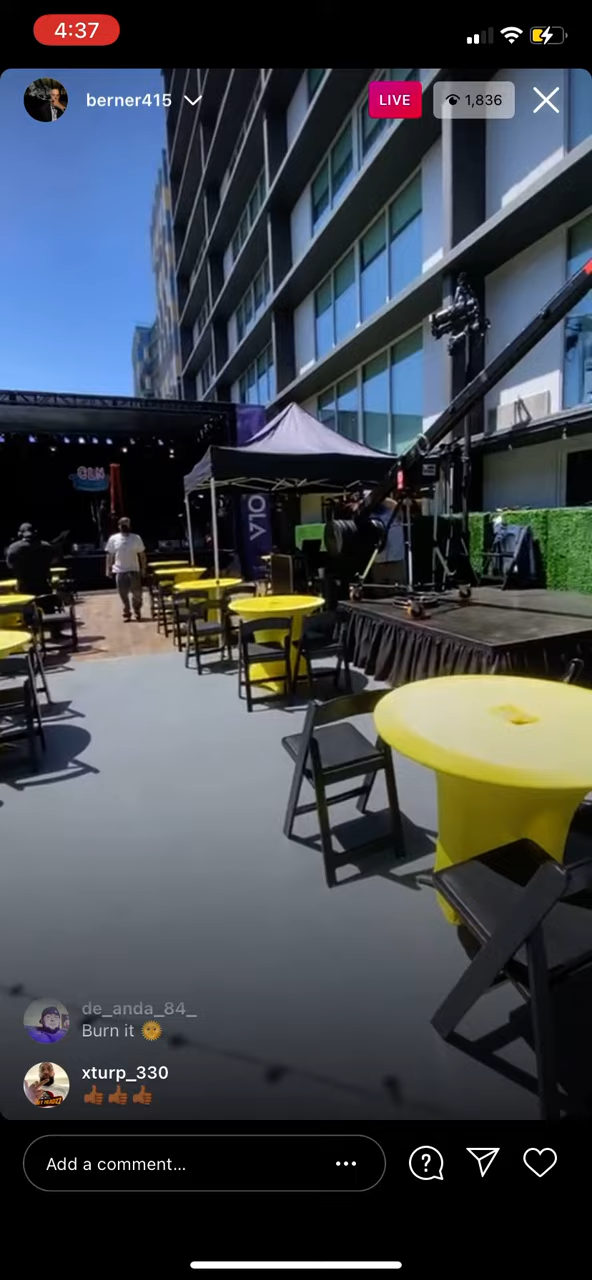 4:37
berner415
LIVE
1,836
de_anda_84_
Burn it 🌞
xturp_330
👍🏾👍🏾👍🏾
Add a comment...